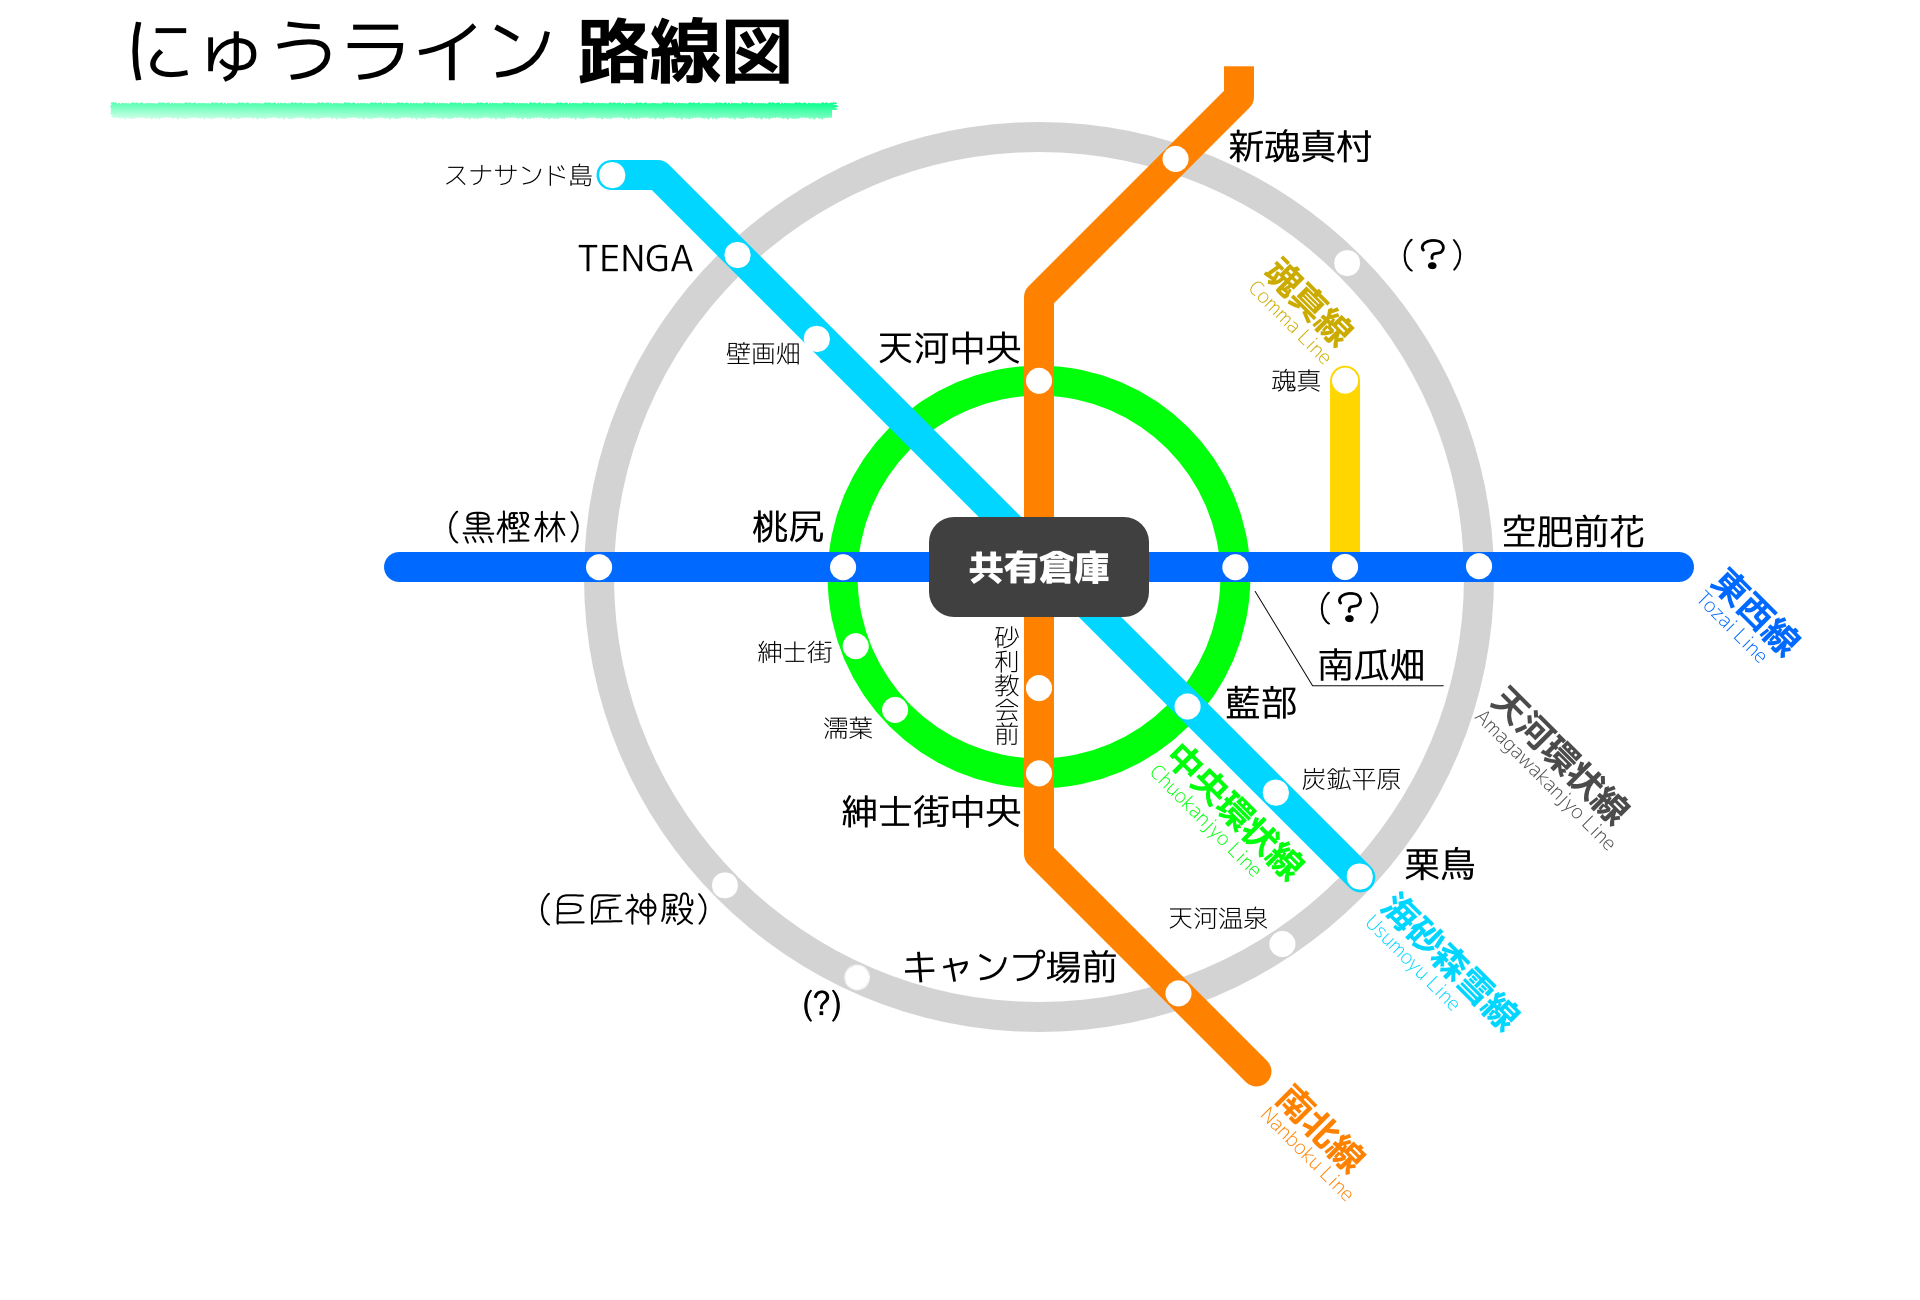 にゅうライン 路線図
新魂真村
スナサンド島
TENGA
（？）
魂真線
Comma Line
壁画畑
天河中央
魂真
（黒樫林）
桃尻
共有倉庫
空肥前花
東西線
Tozai Line
（？）
紳士街
砂利教会前
南瓜畑
濡葉
藍部
天河環状線
Amagawakanjyo Line
中央環状線
Chuokanjyo Line
炭鉱平原
紳士街中央
栗鳥
（巨匠神殿）
天河温泉
海砂森雪線
Usumoyu Line
キャンプ場前
(?)
南北線
Nanboku Line